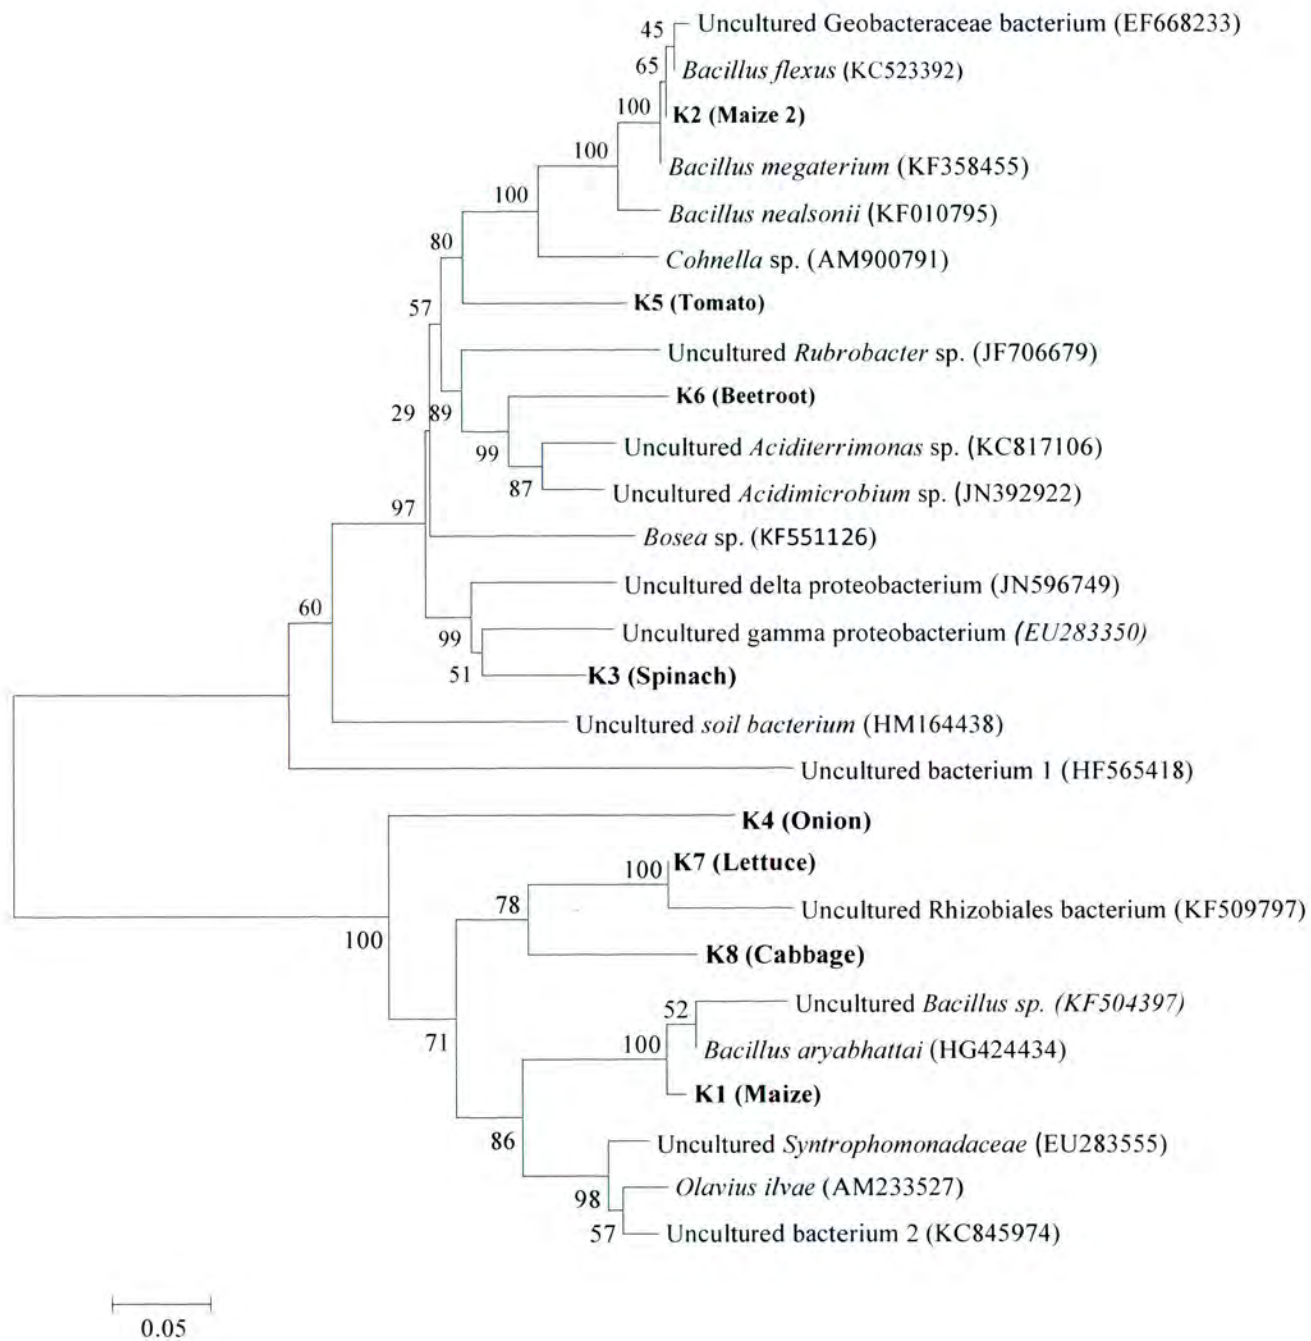 45
Uncultured Geobacteraceae bacterium (EF668233)
65
Bacillus flexus (KC523392)
100
K2 (Maize 2)
100
Bacillus megaterium (KF358455)
100
Bacillus nealsonii (KF010795)
80
Cohnella sp. (AM900791)
57
K5 (Tomato)
Uncultured Rubrobacter sp. (JF706679)
K6 (Beetroot)
29
89
99
Uncultured Aciditerrimonas sp. (KC817106)
87
Uncultured Acidimicrobium sp. (JN392922)
97
Bosea sp. (KF551126)
Uncultured delta proteobacterium (JN596749)
60
99
Uncultured gamma proteobacterium (EU283350)
51
K3 (Spinach)
Uncultured soil bacterium (HM164438)
Uncultured bacterium 1 (HF565418)
K4 (Onion)
100
K7 (Lettuce)
78
Uncultured Rhizobiales bacterium (KF509797)
100
K8 (Cabbage)
52
Uncultured Bacillus sp. (KF504397)
71
100
Bacillus aryabhattai (HG424434)
K1 (Maize)
86
Uncultured Syntrophomonadaceae (EU283555)
98
Olavius ilvae (AM233527)
57
Uncultured bacterium 2 (KC845974)
0.05